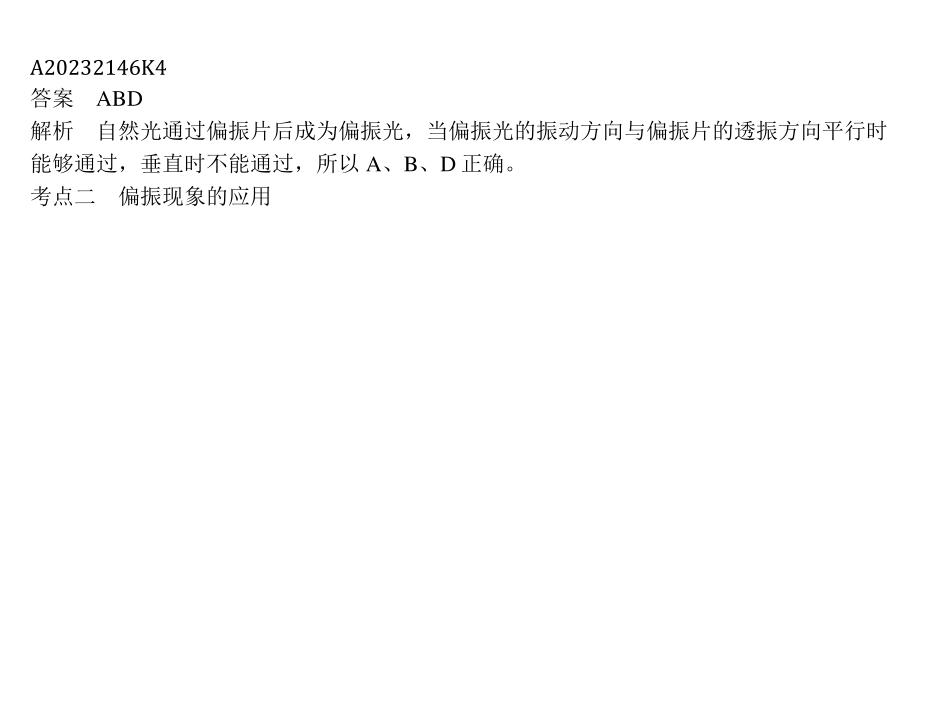 A20232146K4
答案　ABD
解析　自然光通过偏振片后成为偏振光，当偏振光的振动方向与偏振片的透振方向平行时
能够通过，垂直时不能通过，所以 A、B、D 正确。
考点二　偏振现象的应用